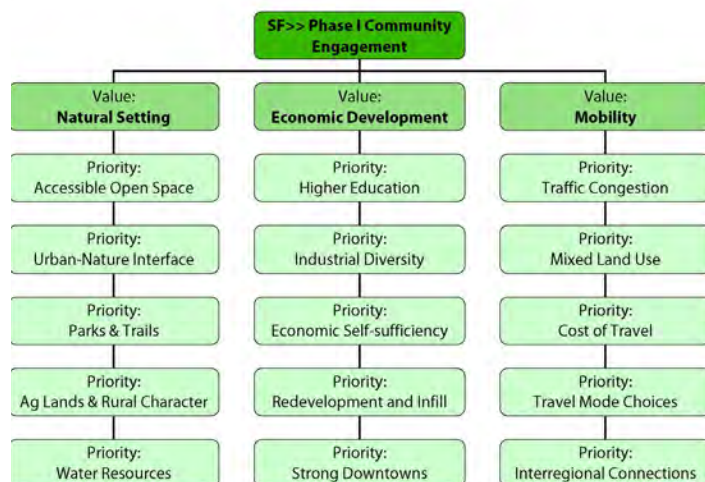 SF>> Phase I Community
Engagement
Value:
Natural Setting
Priority:
Accessible Open Space
Priority:
Urban-Nature Interface
Priority:
Parks & Trails
Priority:
Ag Lands & Rural Character
Priority:
Water Resources
Value:
Economic Development
Priority:
Higher Education
Priority:
Industrial Diversity
Priority:
Economic Self-sufficiency
Priority:
Redevelopment and Infill
Priority:
Strong Downtowns
Value:
Mobility
Priority:
Traffic Congestion
Priority:
Mixed Land Use
Priority:
Cost of Travel
Priority:
Travel Mode Choices
Priority:
Interregional Connections